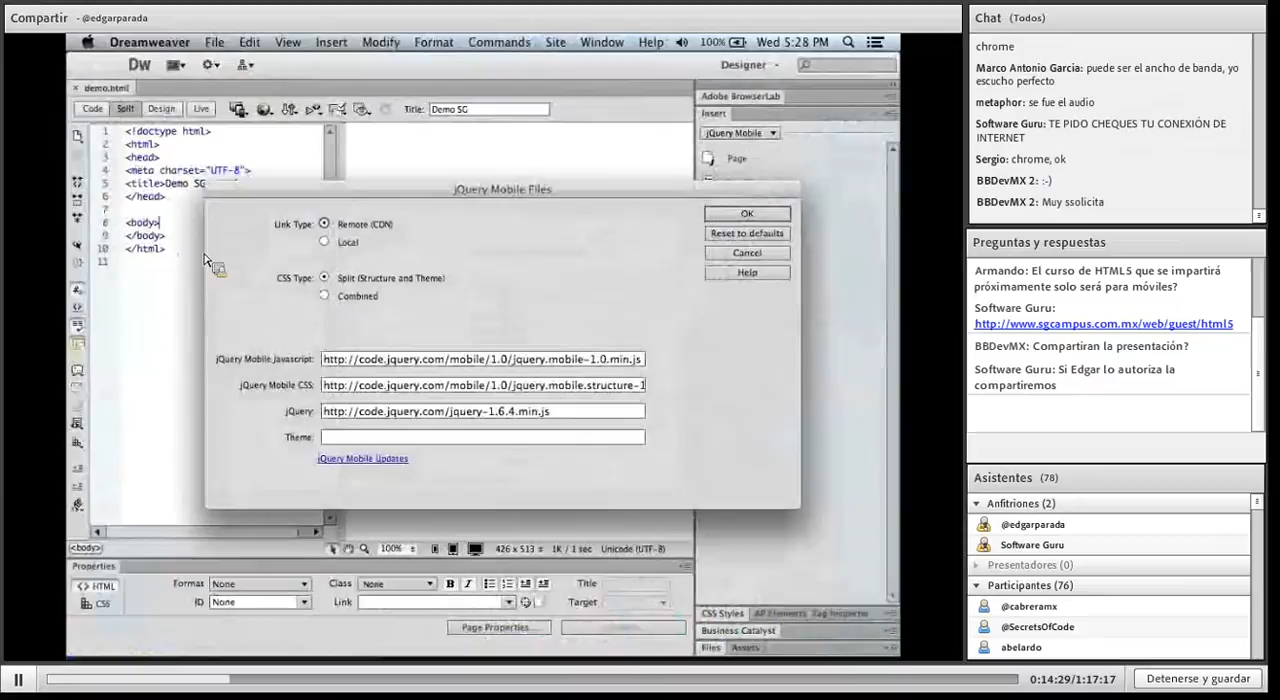 Compartir - @edgarparada
Dreamweaver File Edit View Insert Modify Format Commands Site Window Help 100% Wed 5:28 PM
Dw Designer
demo.html
Code Split Design Live Title: Demo SG
1 <!doctype html>
2 <html>
3 <head>
4 <meta charset="UTF-8">
5 <title>Demo SG
6 </head>
7
8 <body>
9 </body>
10 </html>
11
Adobe BrowserLab
Insert
jQuery Mobile
Page
jQuery Mobile Files
Link Type: Remote (CDN)
Local
CSS Type: Split (Structure and Theme)
Combined
jQuery Mobile Javascript: http://code.jquery.com/mobile/1.0/jquery.mobile-1.0.min.js
jQuery Mobile CSS: http://code.jquery.com/mobile/1.0/jquery.mobile.structure-1
jQuery: http://code.jquery.com/jquery-1.6.4.min.js
Theme:
jQuery Mobile Updates
OK
Reset to defaults
Cancel
Help
<body> 100% 426 x 513 1K / 1 sec Unicode (UTF-8)
Properties
<> HTML Format None Class None B I Title
CSS ID None Link Target
Page Properties...
CSS Styles AP Elements Tag Inspector
Business Catalyst
Files Assets
Chat (Todos)
chrome
Marco Antonio Garcia: puede ser el ancho de banda, yo
escucho perfecto
metaphor: se fue el audio
Software Guru: TE PIDO CHEQUES TU CONEXIÓN DE
INTERNET
Sergio: chrome, ok
BBDevMX 2: :-)
BBDevMX 2: Muy ssolicita
Preguntas y respuestas
Armando: El curso de HTML5 que se impartirá
próximamente solo será para móviles?
Software Guru:
http://www.sgcampus.com.mx/web/guest/html5
BBDevMX: Compartiran la presentación?
Software Guru: Si Edgar lo autoriza la
compartiremos
Asistentes (78)
Anfitriones (2)
@edgarparada
Software Guru
Presentadores (0)
Participantes (76)
@cabreramx
@SecretsOfCode
abelardo
0:14:29/1:17:17 Detenerse y guardar